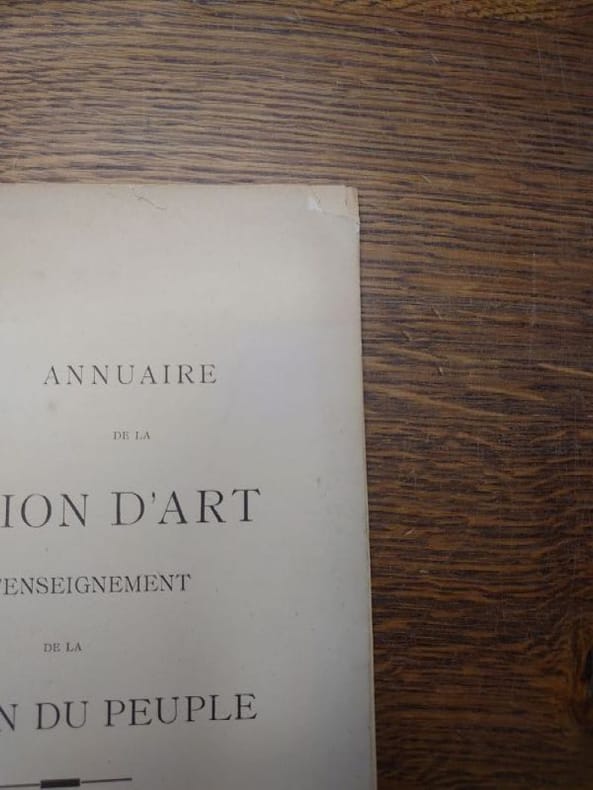 ANNUAIRE
DE LA
ION D'ART
'ENSEIGNEMENT
DE LA
N DU PEUPLE